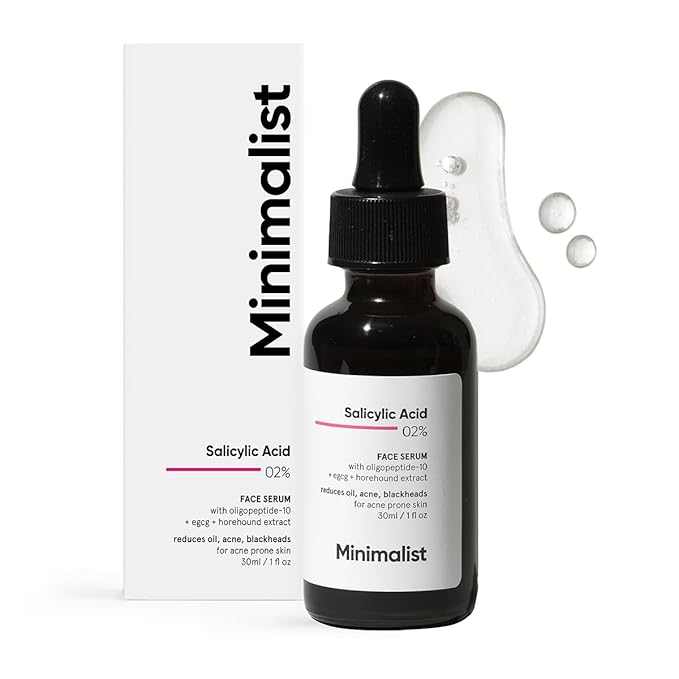 Minimalist
Salicylic Acid
02%
FACE SERUM
with oligopeptide-10
+ egcg + horehound extract
reduces oil, acne, blackheads
for acne prone skin
30ml / 1 fl oz
Salicylic Acid
02%
FACE SERUM
with oligopeptide-10
+ egcg + horehound extract
reduces oil, acne, blackheads
for acne prone skin
30ml / 1 fl oz
Minimalist